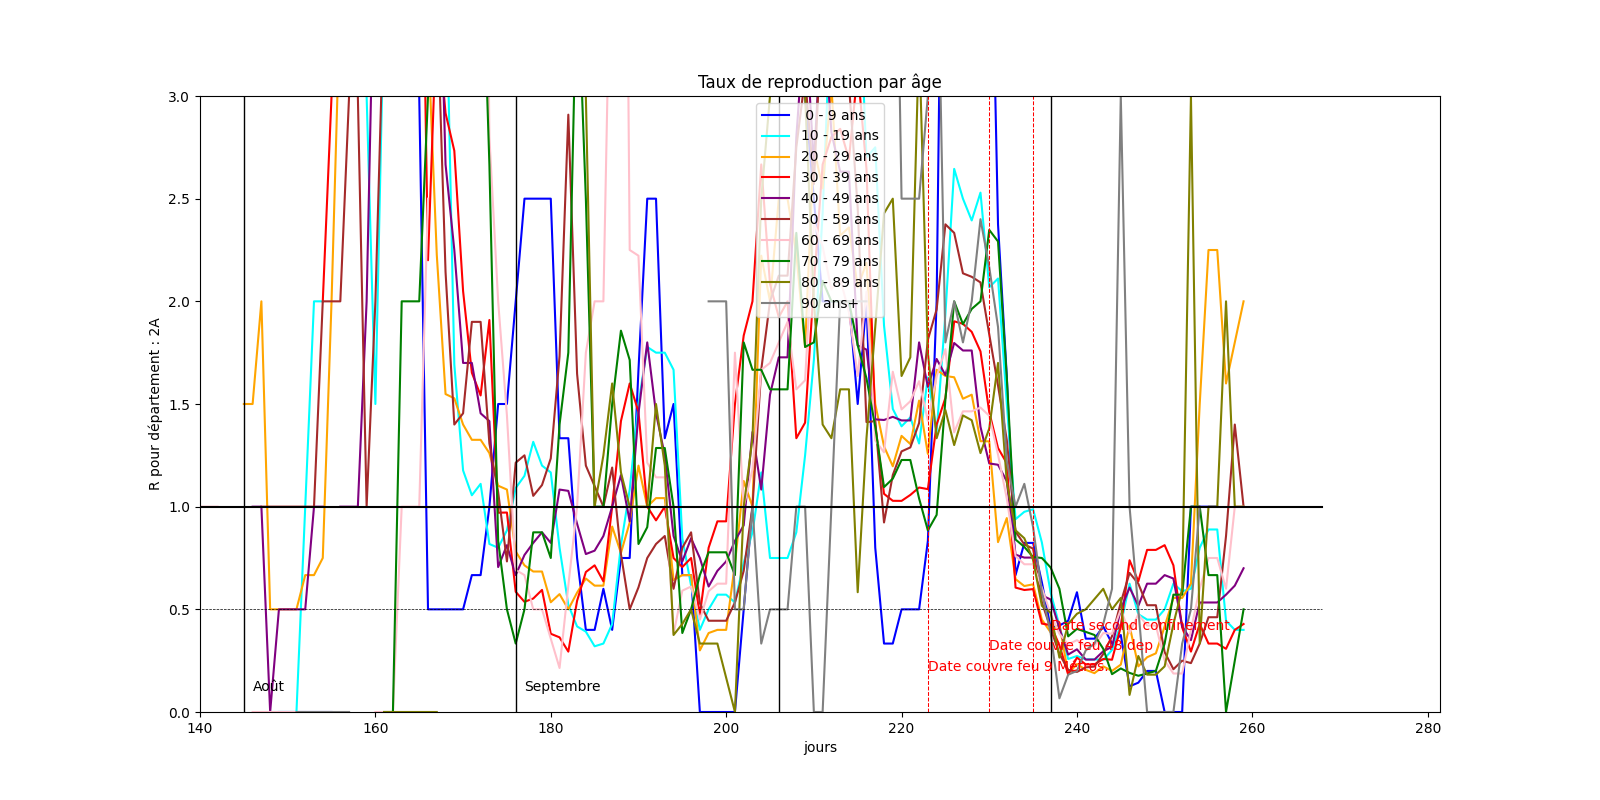 Taux de reproduction par âge
R pour département : 2A
3.0
2.5
2.0
1.5
1.0
0.5
0.0
0 - 9 ans
10 - 19 ans
20 - 29 ans
30 - 39 ans
40 - 49 ans
50 - 59 ans
60 - 69 ans
70 - 79 ans
80 - 89 ans
90 ans+
Date second confinement
Date couvre feu 38 dep
Date couvre feu 9 Métros.
Août
Septembre
140
160
180
200
220
240
260
280
jours